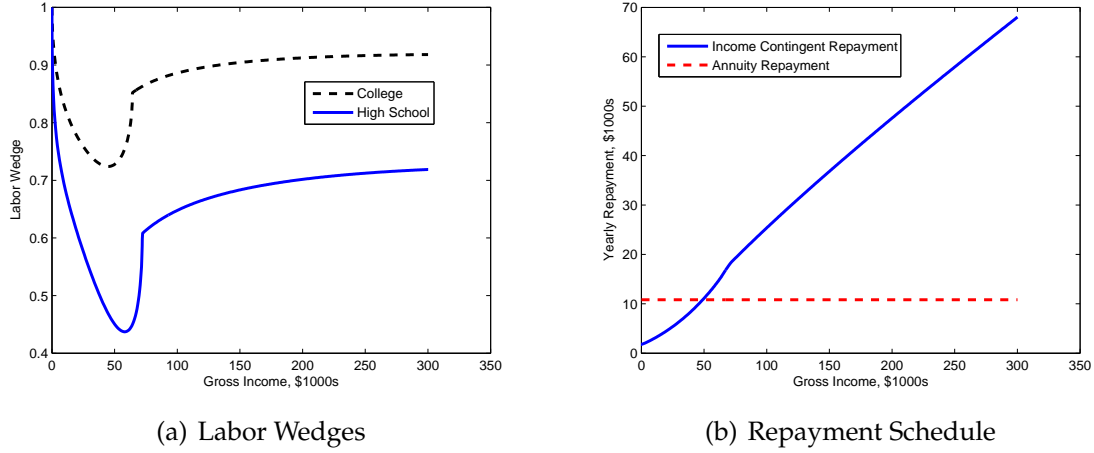 1
0.9
0.8
0.7
0.6
0.5
0.4
Labor Wedge
College
High School
0 50 100 150 200 250 300 350
Gross Income, $1000s
(a) Labor Wedges
70
60
50
40
30
20
10
0
Yearly Repayment, $1000s
Income Contingent Repayment
Annuity Repayment
0 50 100 150 200 250 300 350
Gross Income, $1000s
(b) Repayment Schedule